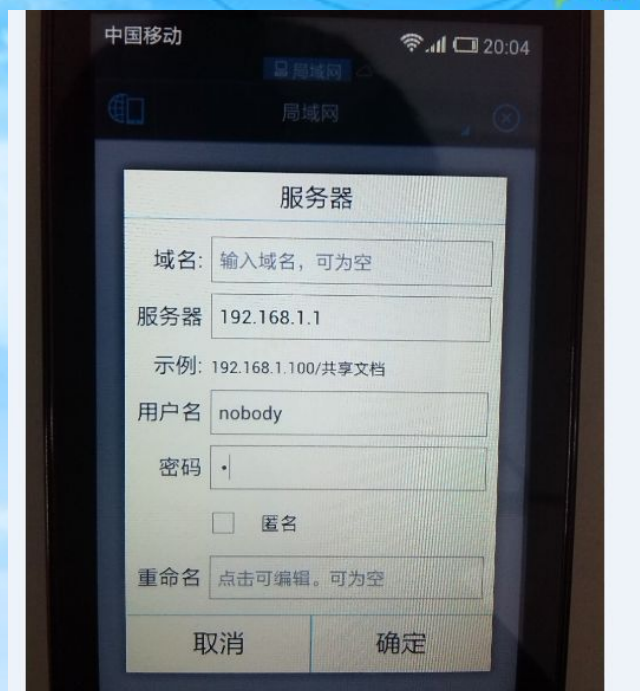 中国移动 20:04
局域网
局域网
服务器
域名: 输入域名，可为空
服务器 192.168.1.1
示例: 192.168.1.100/共享文档
用户名 nobody
密码 •
匿名
重命名 点击可编辑。可为空
取消 确定